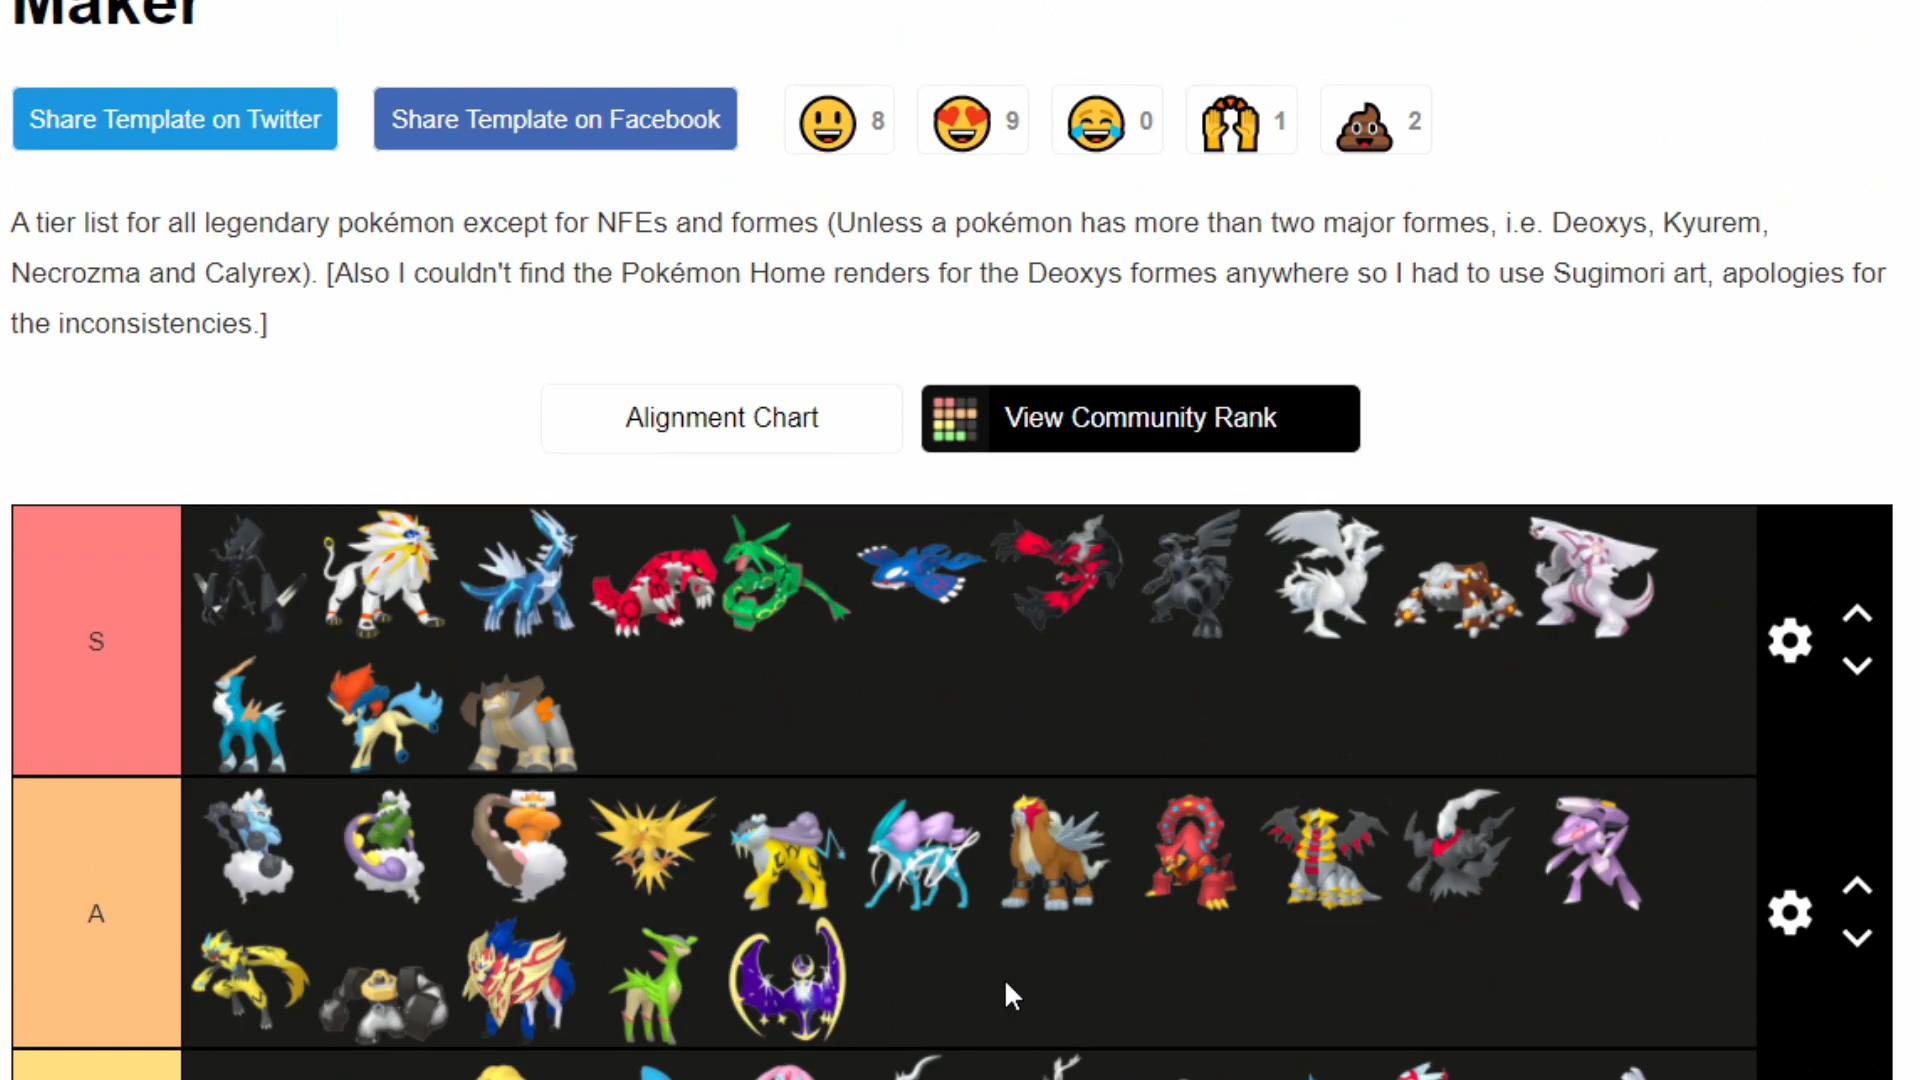 Maker
Share Template on Twitter
Share Template on Facebook
8
9
0
1
2
A tier list for all legendary pokémon except for NFEs and formes (Unless a pokémon has more than two major formes, i.e. Deoxys, Kyurem,
Necrozma and Calyrex). [Also I couldn't find the Pokémon Home renders for the Deoxys formes anywhere so I had to use Sugimori art, apologies for
the inconsistencies.]
Alignment Chart
View Community Rank
S
A